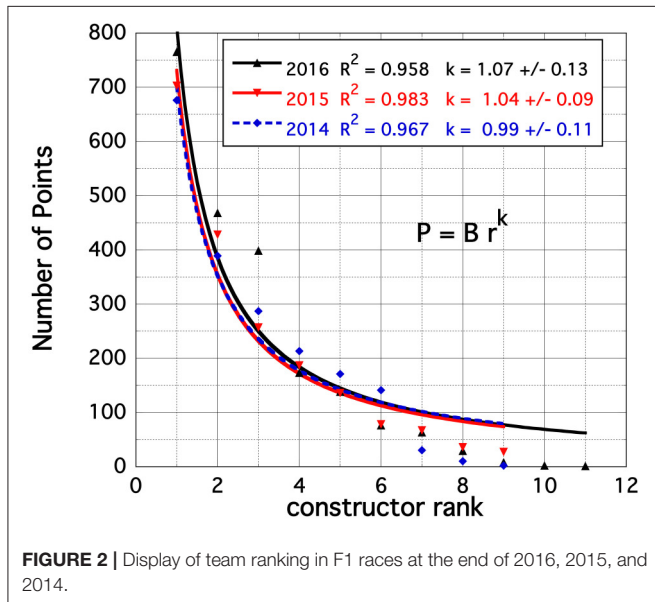 800
700
600
500
400
300
200
100
0
Number of Points
2016 R² = 0.958 k = 1.07 +/- 0.13
2015 R² = 0.983 k = 1.04 +/- 0.09
2014 R² = 0.967 k = 0.99 +/- 0.11
P = B r^k
0 2 4 6 8 10 12
constructor rank
FIGURE 2 | Display of team ranking in F1 races at the end of 2016, 2015, and
2014.